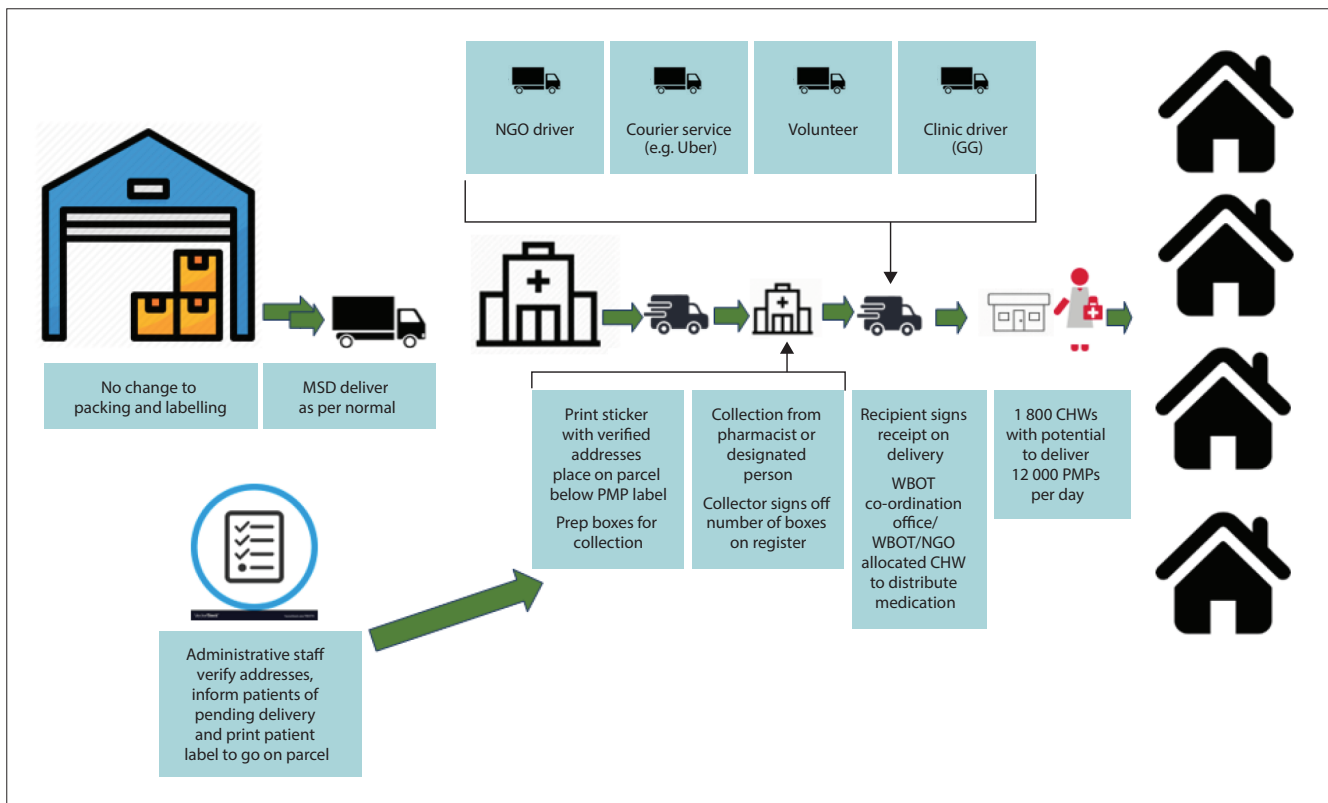 NGO driver
Courier service
(e.g. Uber)
Volunteer
Clinic driver
(GG)
No change to
packing and labelling
MSD deliver
as per normal
Print sticker
with verified
addresses
place on parcel
below PMP label
Prep boxes for
collection
Collection from
pharmacist or
designated
person
Collector signs off
number of boxes
on register
Recipient signs
receipt on
delivery
WBOT
co-ordination
office/
WBOT/NGO
allocated CHW
to distribute
medication
1 800 CHWs
with potential
to deliver
12 000 PMPs
per day
Administrative staff
verify addresses,
inform patients of
pending delivery
and print patient
label to go on parcel